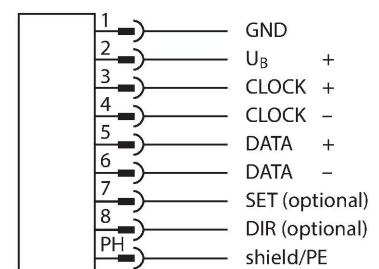 1 GND
2 U_B +
3 CLOCK +
4 CLOCK –
5 DATA +
6 DATA –
7 SET (optional)
8 DIR (optional)
PH shield/PE